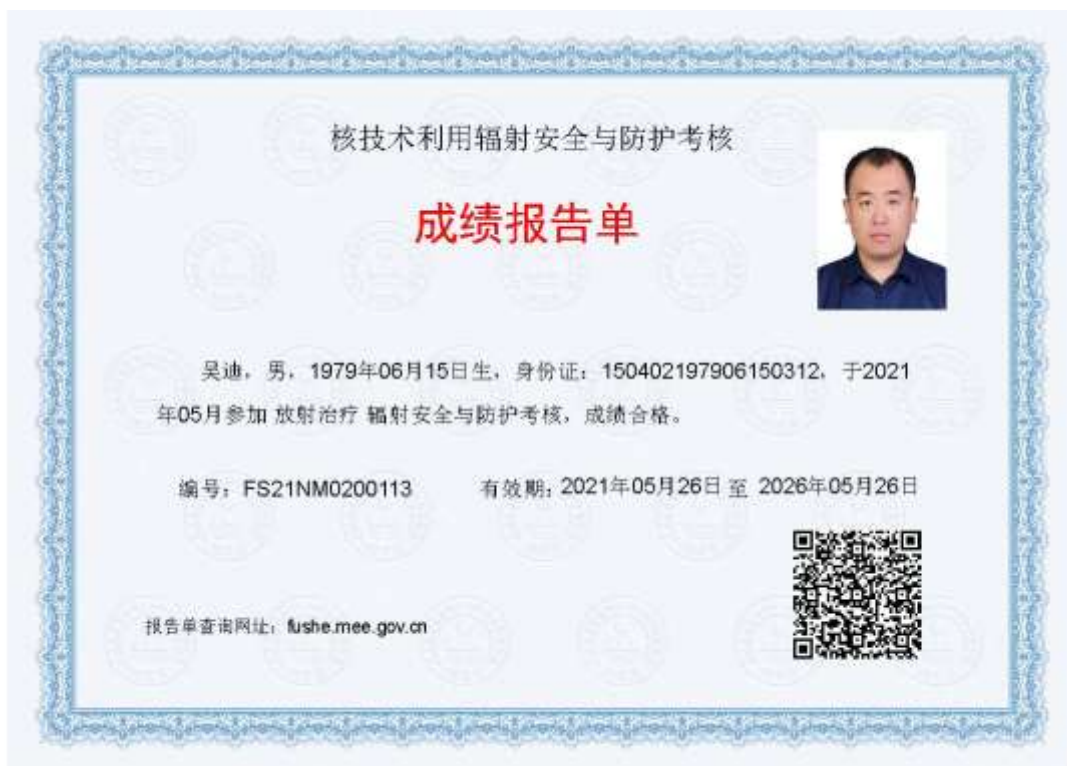 核技术利用辐射安全与防护考核
成绩报告单
吴迪，男，1979年06月15日生，身份证：150402197906150312，于2021
年05月参加 放射治疗 辐射安全与防护考核，成绩合格。
编号：FS21NM0200113 有效期：2021年05月26日 至 2026年05月26日
报告单查询网址：fushe.mee.gov.cn